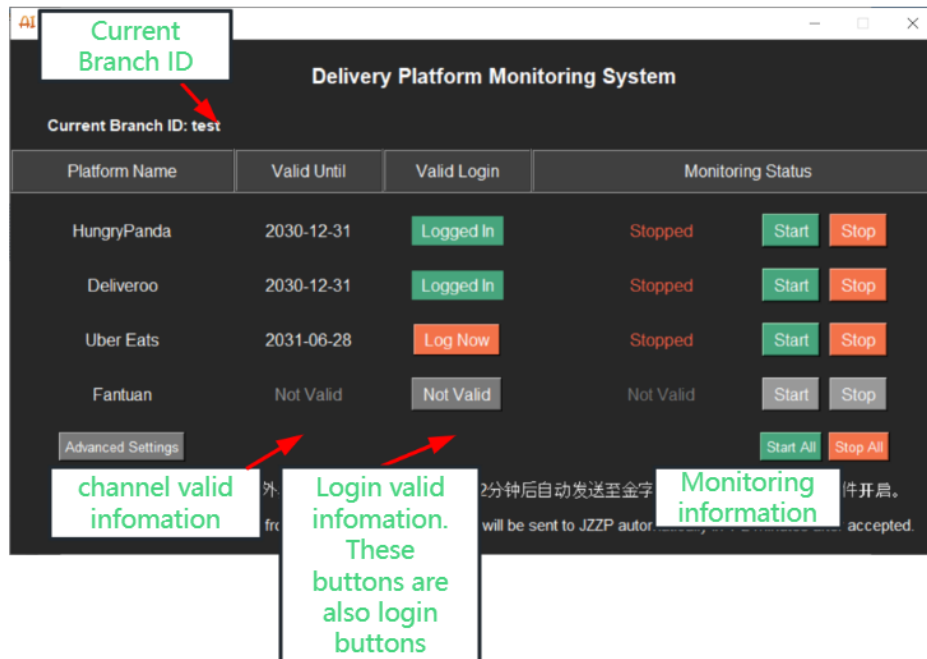 AI
Current
Branch ID
Delivery Platform Monitoring System
Current Branch ID: test
Platform Name Valid Until Valid Login Monitoring Status
HungryPanda 2030-12-31 Logged In Stopped Start Stop
Deliveroo 2030-12-31 Logged In Stopped Start Stop
Uber Eats 2031-06-28 Log Now Stopped Start Stop
Fantuan Not Valid Not Valid Not Valid Start Stop
Advanced Settings Start All Stop All
channel valid
infomation
Login valid
infomation.
These
buttons are
also login
buttons
Monitoring
information
外 2分钟后自动发送至金字 件开启。
will be sent to JZZP accepted.